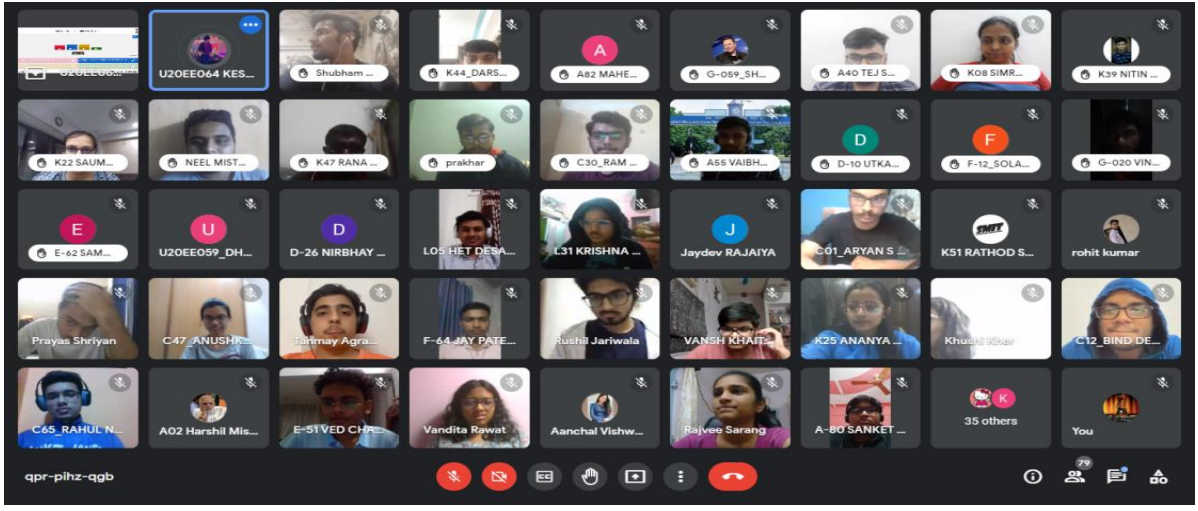 U20EE064 KES...
Shubham ...
K44_DARS...
A
A82 MAHE...
G-059_SH...
A40 TEJ S...
K08 SIMR...
K39 NITIN ...
K22 SAUM...
NEEL MIST...
K47 RANA ...
prakhar
C30_RAM ...
A55 VAIBH...
D
D-10 UTKA...
F
F-12_SOLA...
G-020 VIN...
E
E-62 SAM...
U
U20EE059_DH...
D
D-26 NIRBHAY ...
L05 HET DESA...
L31 KRISHNA ...
J
Jaydev RAJAIYA
C01_ARYAN S ...
K51 RATHOD S...
rohit kumar
Prayas Shriyan
C47_ANUSHK...
Tanmay Agra...
F-64 JAY PATE...
Rushil Jariwala
VANSH KHAIT...
K25 ANANYA ...
Khushi Kher
C12_BIND DE...
C65_RAHUL N...
A02 Harshil Mis...
E-51 VED CHA...
Vandita Rawat
Aanchal Vishw...
Rajvee Sarang
A-80 SANKET ...
K
35 others
You
qpr-pihz-qgb
CC
79